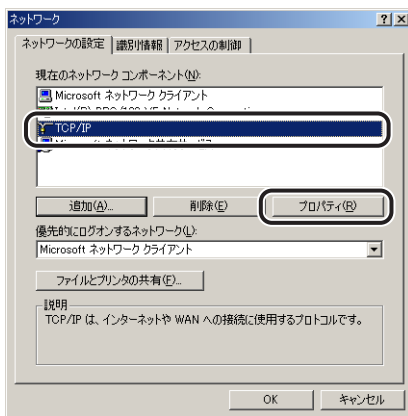 ネットワーク
ネットワークの設定 識別情報 アクセスの制御
現在のネットワーク コンポーネント(N):
Microsoft ネットワーク クライアント
TCP/IP
追加(A)... 削除(E) プロパティ(R)
優先的にログオンするネットワーク(L):
Microsoft ネットワーク クライアント
ファイルとプリンタの共有(F)...
説明
TCP/IP は、インターネットや WAN への接続に使用するプロトコルです。
OK キャンセル